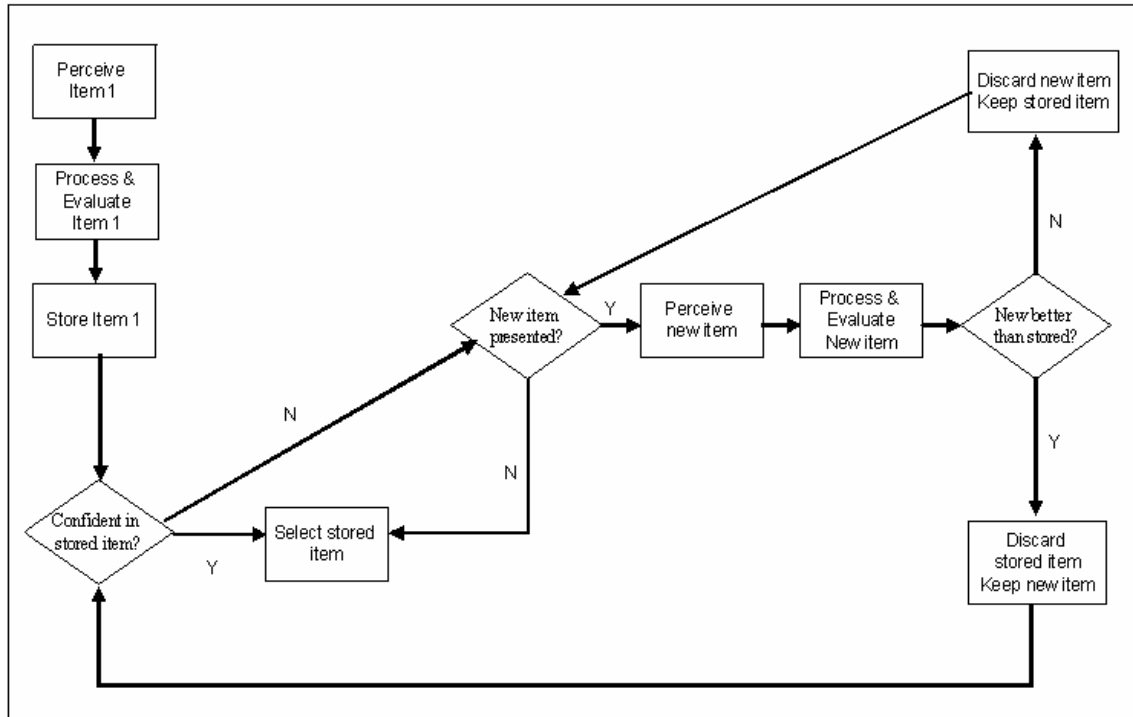 Perceive
Item 1
Process &
Evaluate
Item 1
Store Item 1
Confident in
stored item?
N
Y
Select stored
item
New item
presented?
N
Y
Perceive
new item
Process &
Evaluate
New item
New better
than stored?
N
Discard new item
Keep stored item
Y
Discard
stored item
Keep new item